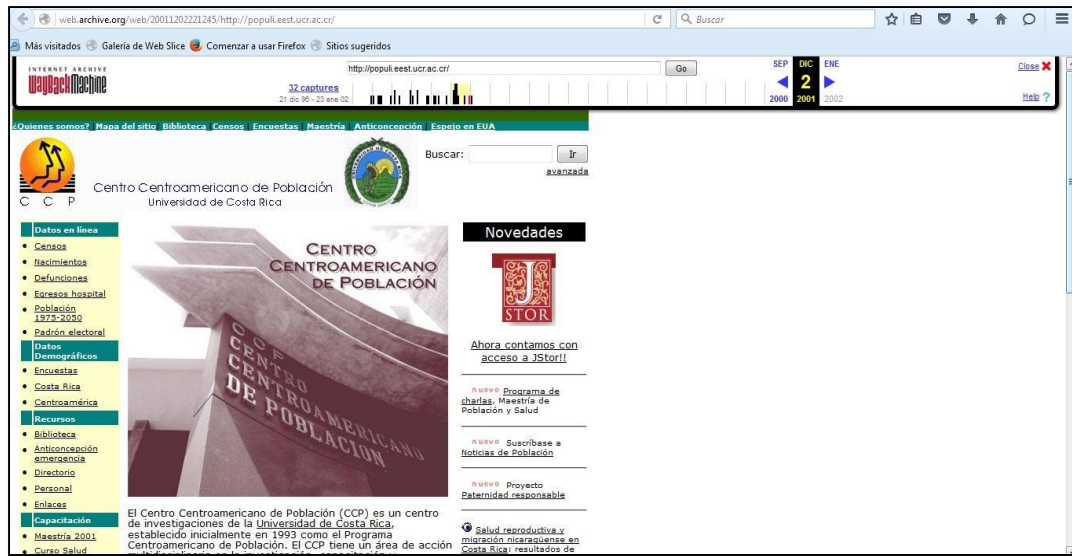 web.archive.org/web/20011202221245/http://populi.eest.ucr.ac.cr/
Buscar
Más visitados Galería de Web Slice Comenzar a usar Firefox Sitios sugeridos
INTERNET ARCHIVE
WayBackMachine
http://populi.eest.ucr.ac.cr/
Go
32 captures
21 dic 96 - 23 ene 02
SEP DIC ENE
2
2000 2001 2002
Close
Help ?
¿Quienes somos? Mapa del sitio Biblioteca Censos Encuestas Maestría Anticoncepción Espejo en EUA
CCP
Centro Centroamericano de Población
Universidad de Costa Rica
Buscar:
Ir
avanzada
Datos en línea
Censos
Nacimientos
Defunciones
Egresos hospital
Población
1975-2050
Padrón electoral
Datos
Demográficos
Encuestas
Costa Rica
Centroamérica
Recursos
Biblioteca
Anticoncepción
emergencia
Directorio
Personal
Enlaces
Capacitación
Maestría 2001
Curso Salud
CENTRO
CENTROAMERICANO
DE POBLACIÓN
CCP
CENTRO
CENTROAMERICANO
DE POBLACION
El Centro Centroamericano de Población (CCP) es un centro
de investigaciones de la Universidad de Costa Rica,
establecido inicialmente en 1993 como el Programa
Centroamericano de Población. El CCP tiene un área de acción
Novedades
J
STOR
Ahora contamos con
acceso a JStor!!
nuevo Programa de
charlas, Maestría de
Población y Salud
nuevo Suscríbase a
Noticias de Población
nuevo Proyecto
Paternidad responsable
Salud reproductiva y
migración nicaragüense en
Costa Rica: resultados de